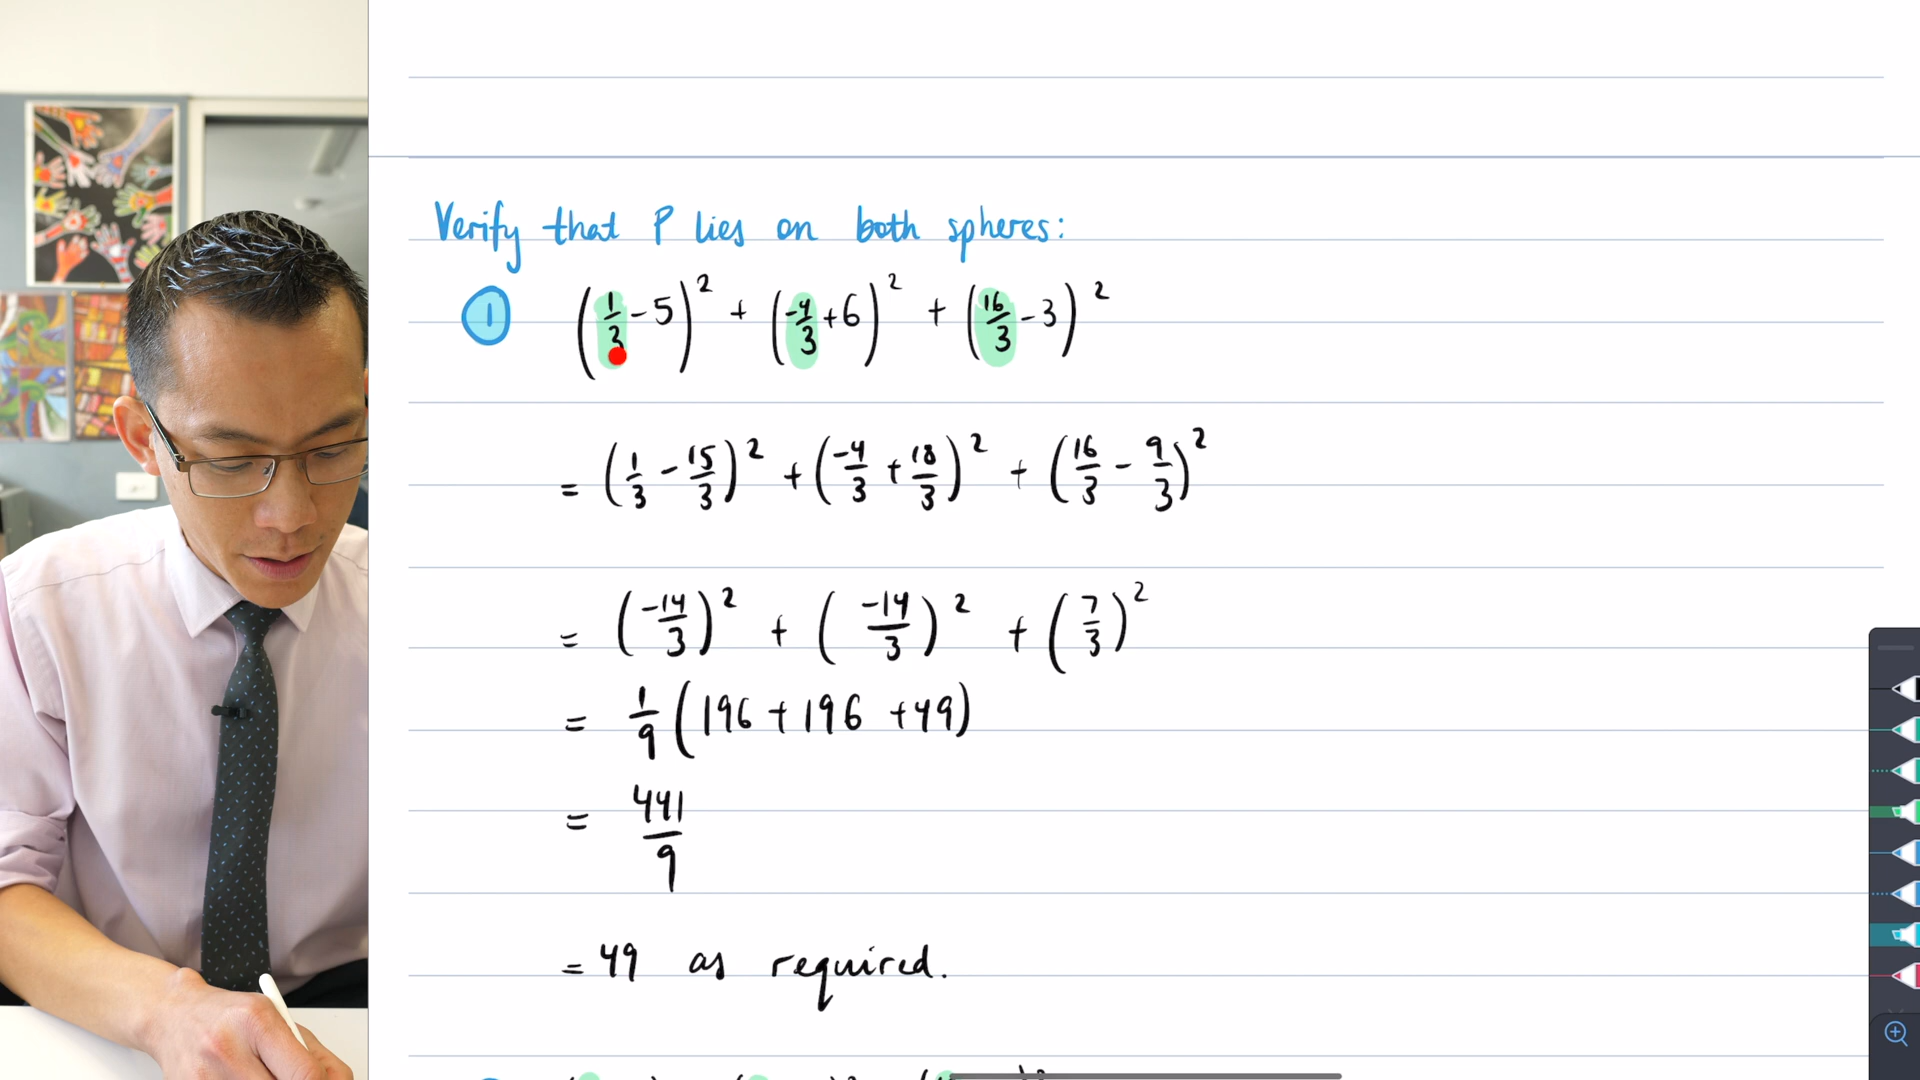 Verify that P lies on both spheres:
① (1/3 - 5)² + (-4/3 + 6)² + (16/3 - 3)²
= (1/3 - 15/3)² + (-4/3 + 18/3)² + (16/3 - 9/3)²
= (-14/3)² + (-14/3)² + (7/3)²
= 1/9 (196 + 196 + 49)
= 441/9
= 49 as required.